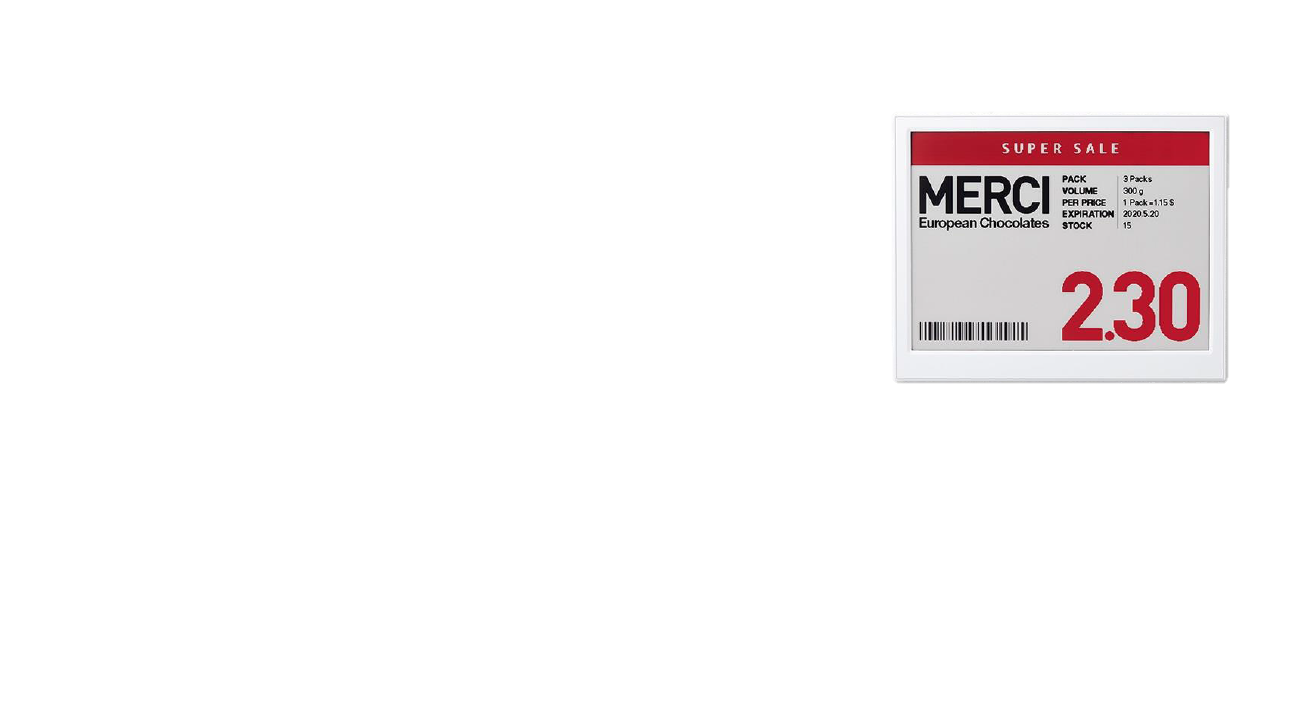 SUPER SALE
MERCI
European Chocolates
PACK 3 Packs
VOLUME 300 g
PER PRICE 1 Pack=1.15 $
EXPIRATION 2020.5.20
STOCK 15
2.30